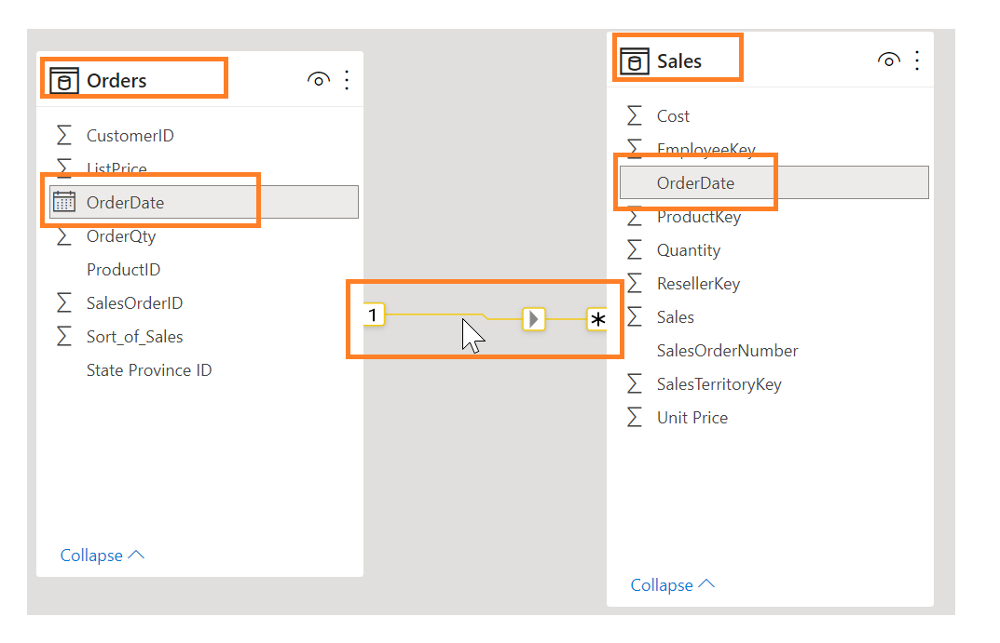 Orders
CustomerID
ListPrice
OrderDate
OrderQty
ProductID
SalesOrderID
Sort_of_Sales
State Province ID
Collapse
1
*
Sales
Cost
EmployeeKey
OrderDate
ProductKey
Quantity
ResellerKey
Sales
SalesOrderNumber
SalesTerritoryKey
Unit Price
Collapse